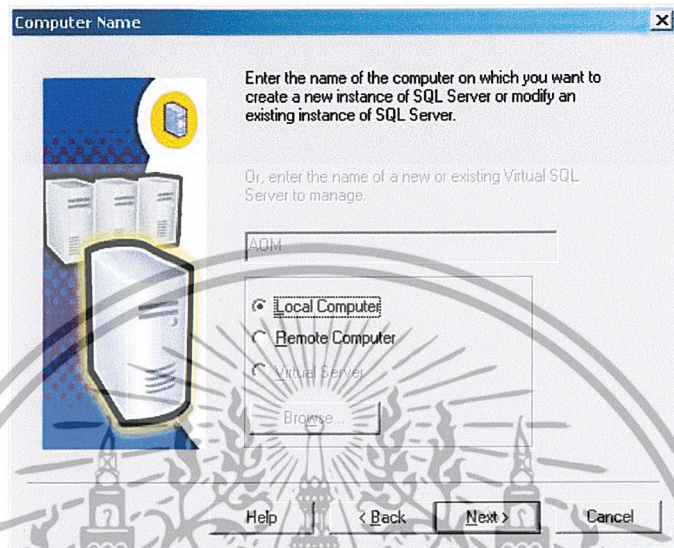 Computer Name
Enter the name of the computer on which you want to
create a new instance of SQL Server or modify an
existing instance of SQL Server.
Or, enter the name of a new or existing Virtual SQL
Server to manage.
AOM
Local Computer
Remote Computer
Virtual Server
Browse...
Help
< Back
Next >
Cancel